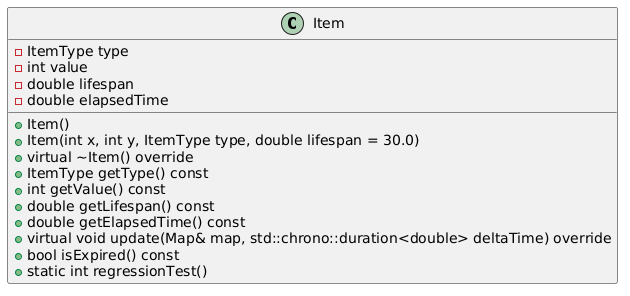 C Item
ItemType type
int value
double lifespan
double elapsedTime
Item()
Item(int x, int y, ItemType type, double lifespan = 30.0)
virtual ~Item() override
ItemType getType() const
int getValue() const
double getLifespan() const
double getElapsedTime() const
virtual void update(Map& map, std::chrono::duration<double> deltaTime) override
bool isExpired() const
static int regressionTest()